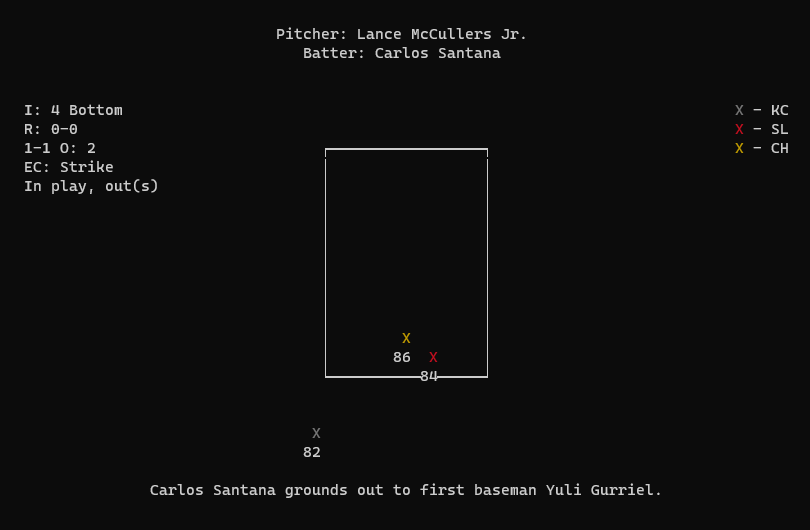 Pitcher: Lance McCullers Jr.
Batter: Carlos Santana
I: 4 Bottom
R: 0-0
1-1 O: 2
EC: Strike
In play, out(s)
X - KC
X - SL
X - CH
X
86 X
84
X
82
Carlos Santana grounds out to first baseman Yuli Gurriel.